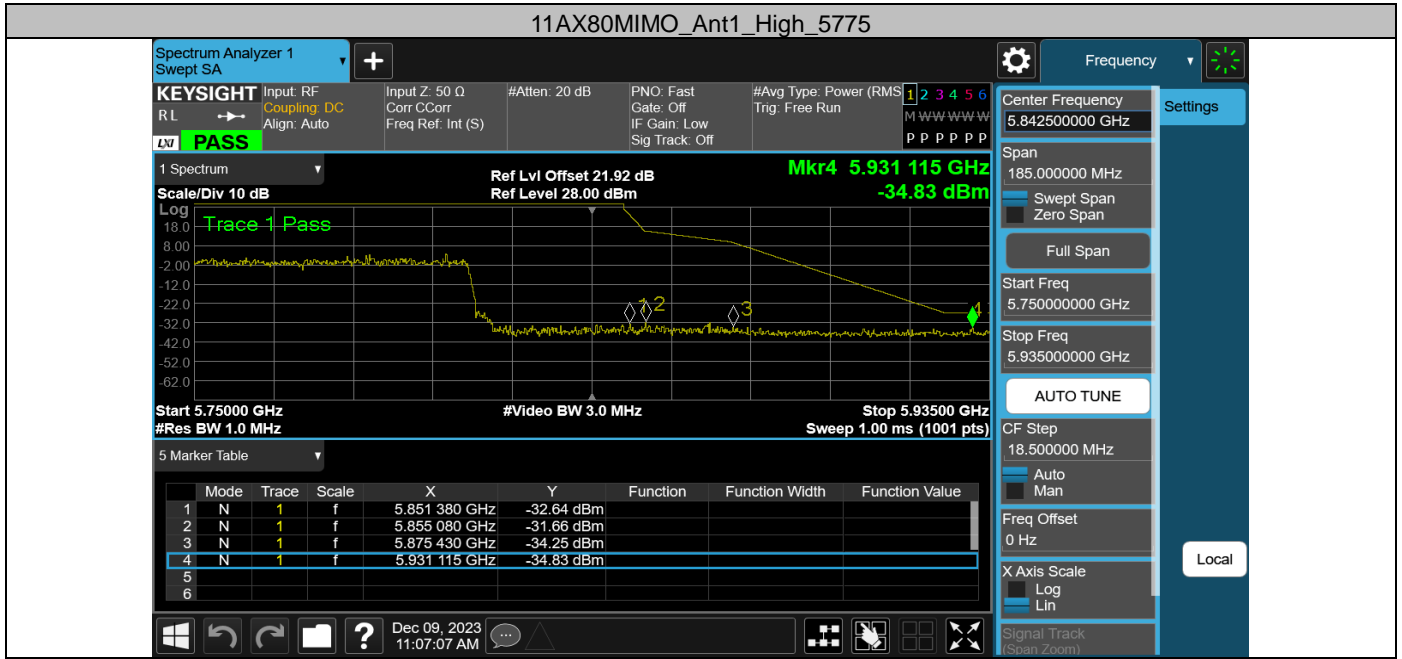 11AX80MIMO_Ant1_High_5775
Spectrum Analyzer 1
Swept SA
Frequency
KEYSIGHT
RL
LXI
PASS
Input: RF
Coupling: DC
Align: Auto
Input Z: 50 Ω
Corr CCorr
Freq Ref: Int (S)
#Atten: 20 dB
PNO: Fast
Gate: Off
IF Gain: Low
Sig Track: Off
#Avg Type: Power (RMS
Trig: Free Run
1 2 3 4 5 6
M W W W W W
P P P P P P
1 Spectrum
Scale/Div 10 dB
Ref Lvl Offset 21.92 dB
Ref Level 28.00 dBm
Mkr4 5.931 115 GHz
-34.83 dBm
Log
Trace 1 Pass
18.0
8.00
-2.00
-12.0
-22.0
-32.0
-42.0
-52.0
-62.0
1
2
3
4
Start 5.75000 GHz
#Res BW 1.0 MHz
#Video BW 3.0 MHz
Stop 5.93500 GHz
Sweep 1.00 ms (1001 pts)
5 Marker Table
Mode Trace Scale X Y Function Function Width Function Value
1 N 1 f 5.851 380 GHz -32.64 dBm
2 N 1 f 5.855 080 GHz -31.66 dBm
3 N 1 f 5.875 430 GHz -34.25 dBm
4 N 1 f 5.931 115 GHz -34.83 dBm
5
6
Dec 09, 2023
11:07:07 AM
Center Frequency
5.842500000 GHz
Span
185.000000 MHz
Swept Span
Zero Span
Full Span
Start Freq
5.750000000 GHz
Stop Freq
5.935000000 GHz
AUTO TUNE
CF Step
18.500000 MHz
Auto
Man
Freq Offset
0 Hz
X Axis Scale
Log
Lin
Signal Track
(Span Zoom)
Settings
Local